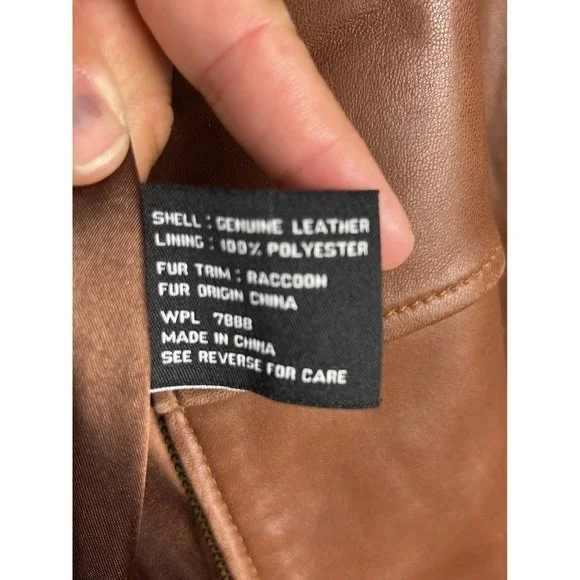 SHELL : GENUINE LEATHER
LINING : 100% POLYESTER
FUR TRIM : RACCOON
FUR ORIGIN CHINA
WPL 7888
MADE IN CHINA
SEE REVERSE FOR CARE